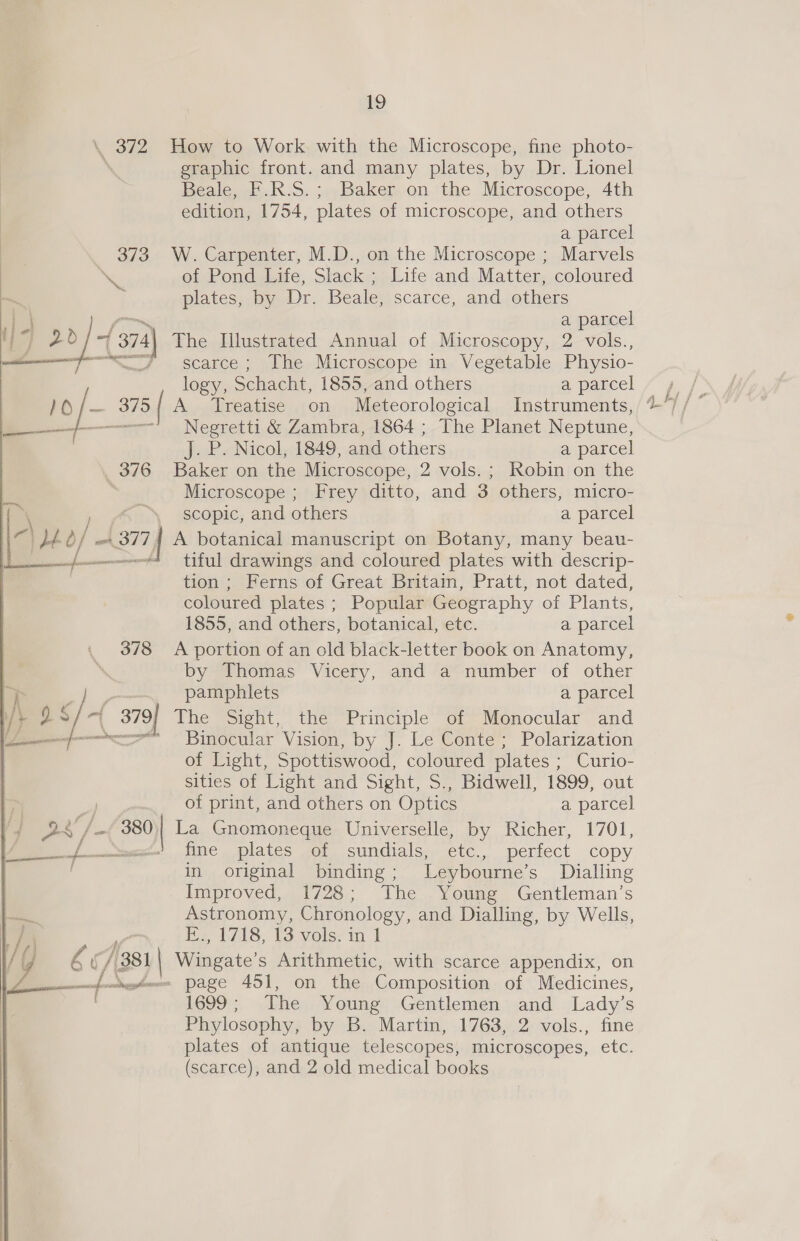 19
372 How to Work with the Microscope, fine photo-
graphic front. and many plates, by Dr. Lionel
Beale, F.R.S. ; Baker on the Microscope, 4th
edition, 1754, plates of microscope, and others
a parcel
373 W. Carpenter, M.D., on the Microscope ; Marvels
of Pond Life, Slack ; Life and Matter, coloured
plates, by Dr. Beale, scarce, and others
a parcel
20/- 374 The Illustrated Annual of Microscopy, 2 vols.,
scarce ; The Microscope in Vegetable Physio-
logy, Schacht, 1855, and others a parcel
10/- 375 A Treatise on Meteorological Instruments,
Negretti & Zambra, 1864 ; The Planet Neptune,
J. P. Nicol, 1849, and others a parcel
376 Baker on the Microscope, 2 vols. ; Robin on the
Microscope ; Frey ditto, and 3 others, micro-
scopic, and others a parcel
377 A botanical manuscript on Botany, many beau-
tiful drawings and coloured plates with descrip-
tion ; Ferns of Great Britain, Pratt, not dated,
coloured plates ; Popular Geography of Plants,
1855, and others, botanical, etc. a parcel
378 A portion of an old black-letter book on Anatomy,
by Thomas Vicery, and a number of other
pamphlets a parcel
25/- 379 The Sight, the Principle of Monocular and
Binocular Vision, by J. Le Conte ; Polarization
of Light, Spottiswood, coloured plates ; Curio-
sities of Light and Sight, S., Bidwell, 1899, out
of print, and others on Optics a parcel
25/- 380 La Gnomoneque Universelle, by Richer, 1701,
fine plates of sundials, etc., perfect copy
in original binding ; Leybourne's Dialling
Improved, 1728 ; The Young Gentleman's
Astronomy, Chronology, and Dialling, by Wells,
E., 1718, 13 vols. in 1
381 Wingate's Arithmetic, with scarce appendix, on
page 451, on the Composition of Medicines,
1699 ; The Young Gentlemen and Lady's
Phylosophy, by B. Martin, 1763, 2 vols., fine
plates of antique telescopes, microscopes, etc.
(scarce), and 2 old medical books